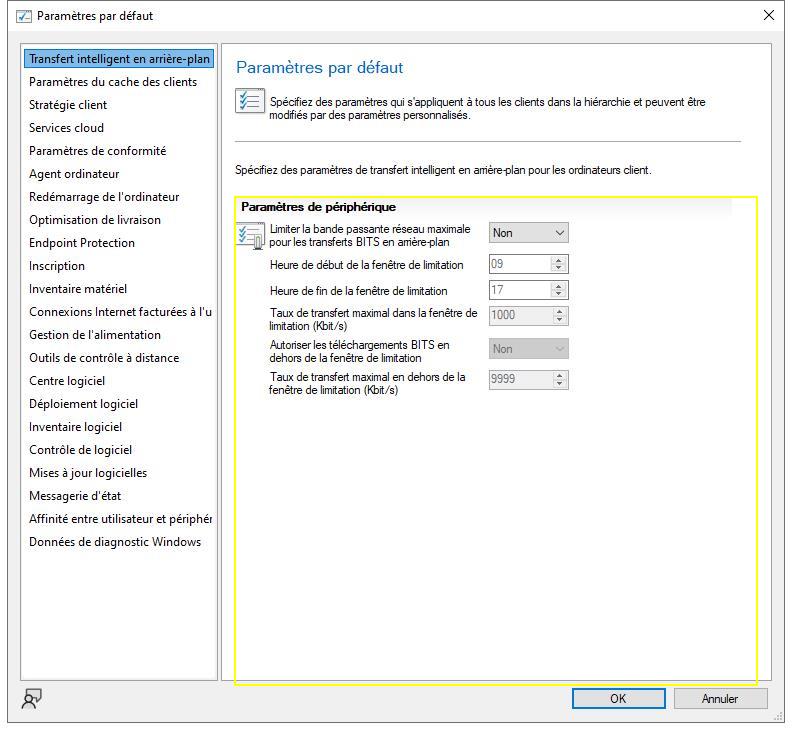 Paramètres par défaut
Transfert intelligent en arrière-plan
Paramètres du cache des clients
Stratégie client
Services cloud
Paramètres de conformité
Agent ordinateur
Redémarrage de l'ordinateur
Optimisation de livraison
Endpoint Protection
Inscription
Inventaire matériel
Connexions Internet facturées à l'u
Gestion de l'alimentation
Outils de contrôle à distance
Centre logiciel
Déploiement logiciel
Inventaire logiciel
Contrôle de logiciel
Mises à jour logicielles
Messagerie d'état
Affinité entre utilisateur et périphér
Données de diagnostic Windows
Paramètres par défaut
Spécifiez des paramètres qui s'appliquent à tous les clients dans la hiérarchie et peuvent être
modifiés par des paramètres personnalisés.
Spécifiez des paramètres de transfert intelligent en arrière-plan pour les ordinateurs client.
Paramètres de périphérique
Limiter la bande passante réseau maximale
pour les transferts BITS en arrière-plan
Non
Heure de début de la fenêtre de limitation
09
Heure de fin de la fenêtre de limitation
17
Taux de transfert maximal dans la fenêtre de
limitation (Kbit/s)
1000
Autoriser les téléchargements BITS en
dehors de la fenêtre de limitation
Non
Taux de transfert maximal en dehors de la
fenêtre de limitation (Kbit/s)
9999
OK
Annuler